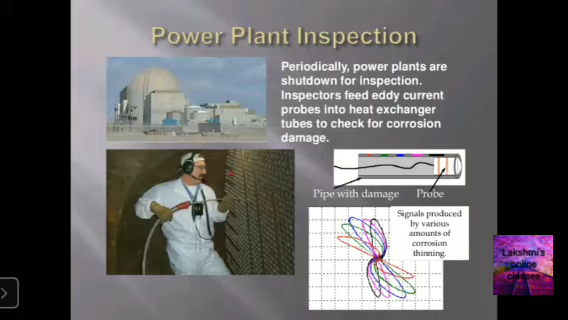 Power Plant Inspection
Periodically, power plants are
shutdown for inspection.
Inspectors feed eddy current
probes into heat exchanger
tubes to check for corrosion
damage.
Pipe with damage
Probe
Signals produced
by various
amounts of
corrosion
thinning.
Lakshmi's
online
classes